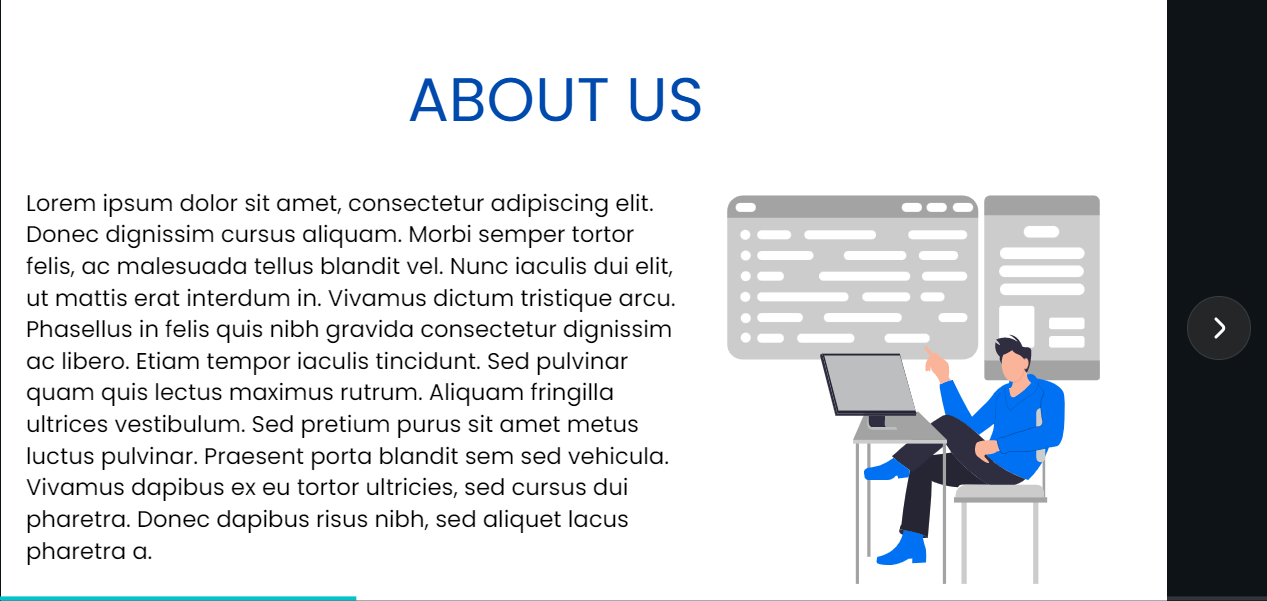 ABOUT US
Lorem ipsum dolor sit amet, consectetur adipiscing elit.
Donec dignissim cursus aliquam. Morbi semper tortor
felis, ac malesuada tellus blandit vel. Nunc iaculis dui elit,
ut mattis erat interdum in. Vivamus dictum tristique arcu.
Phasellus in felis quis nibh gravida consectetur dignissim
ac libero. Etiam tempor iaculis tincidunt. Sed pulvinar
quam quis lectus maximus rutrum. Aliquam fringilla
ultrices vestibulum. Sed pretium purus sit amet metus
luctus pulvinar. Praesent porta blandit sem sed vehicula.
Vivamus dapibus ex eu tortor ultricies, sed cursus dui
pharetra. Donec dapibus risus nibh, sed aliquet lacus
pharetra a.